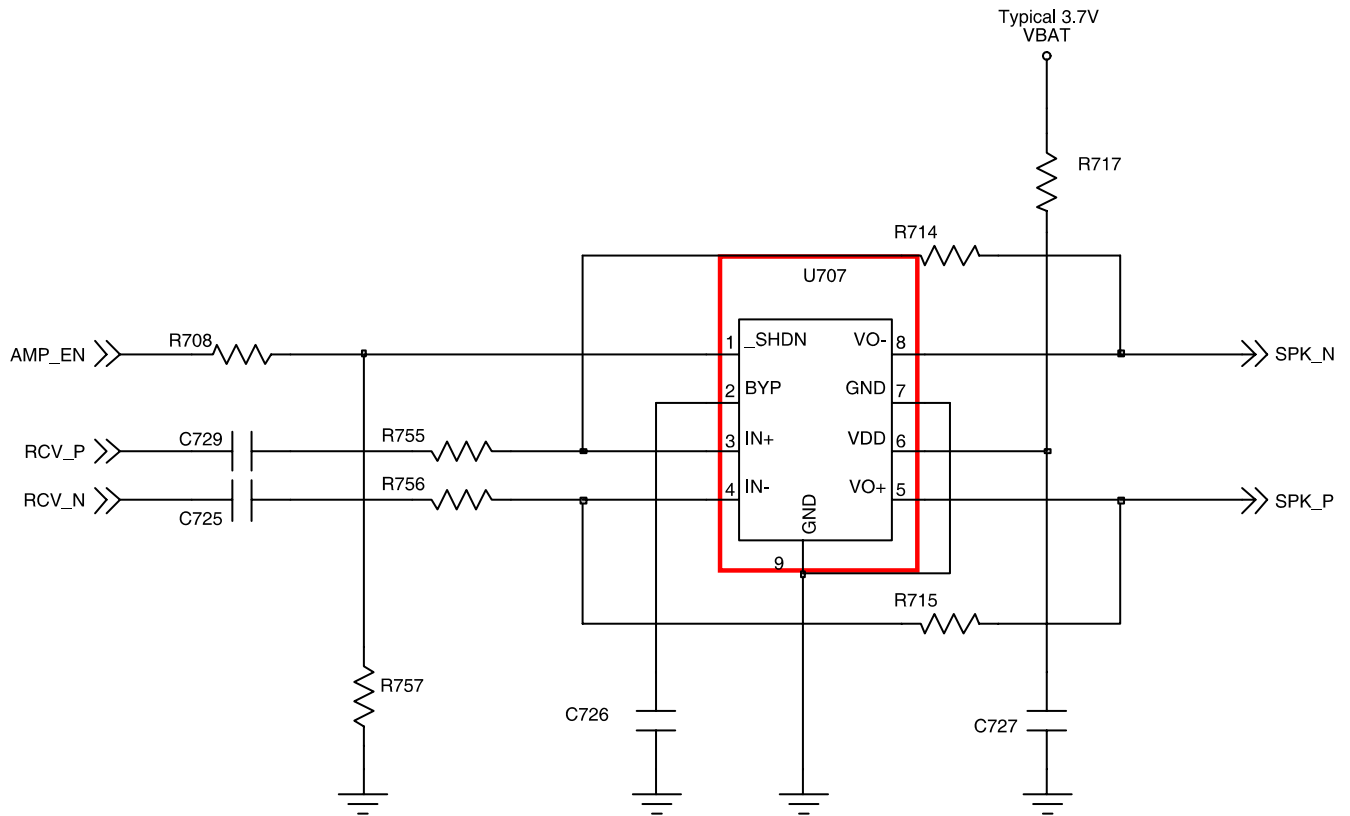 Typical 3.7V
VBAT
R717
R714
U707
AMP_EN
R708
1
_SHDN
VO-
8
SPK_N
2
BYP
GND
7
RCV_P
C729
R755
3
IN+
VDD
6
RCV_N
C725
R756
4
IN-
VO+
5
SPK_P
GND
9
R715
R757
C726
C727